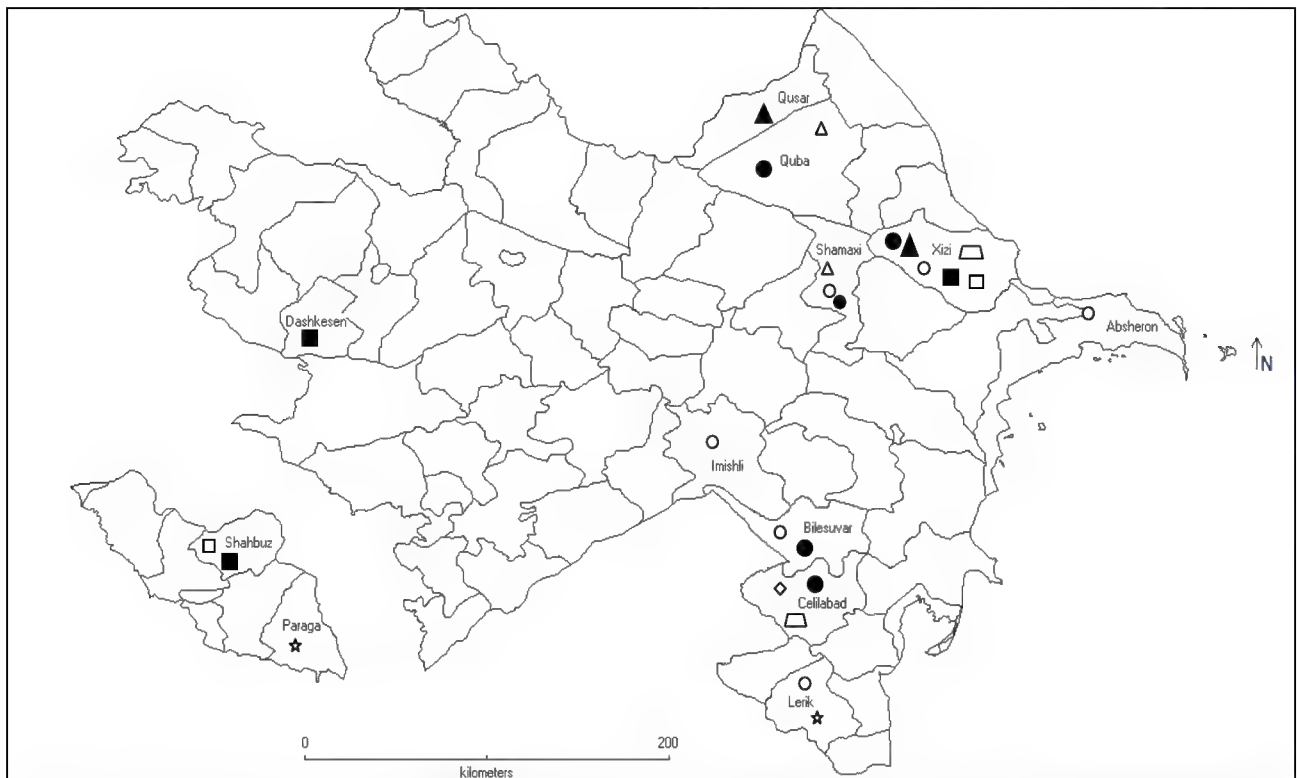 Qusar
Quba
Shamaxi
Xizi
Dashkesen
Absheron
N
Imishli
Bilesuvar
Shahbuz
Celilabad
Paraga
Lerik
0 200
kilometers